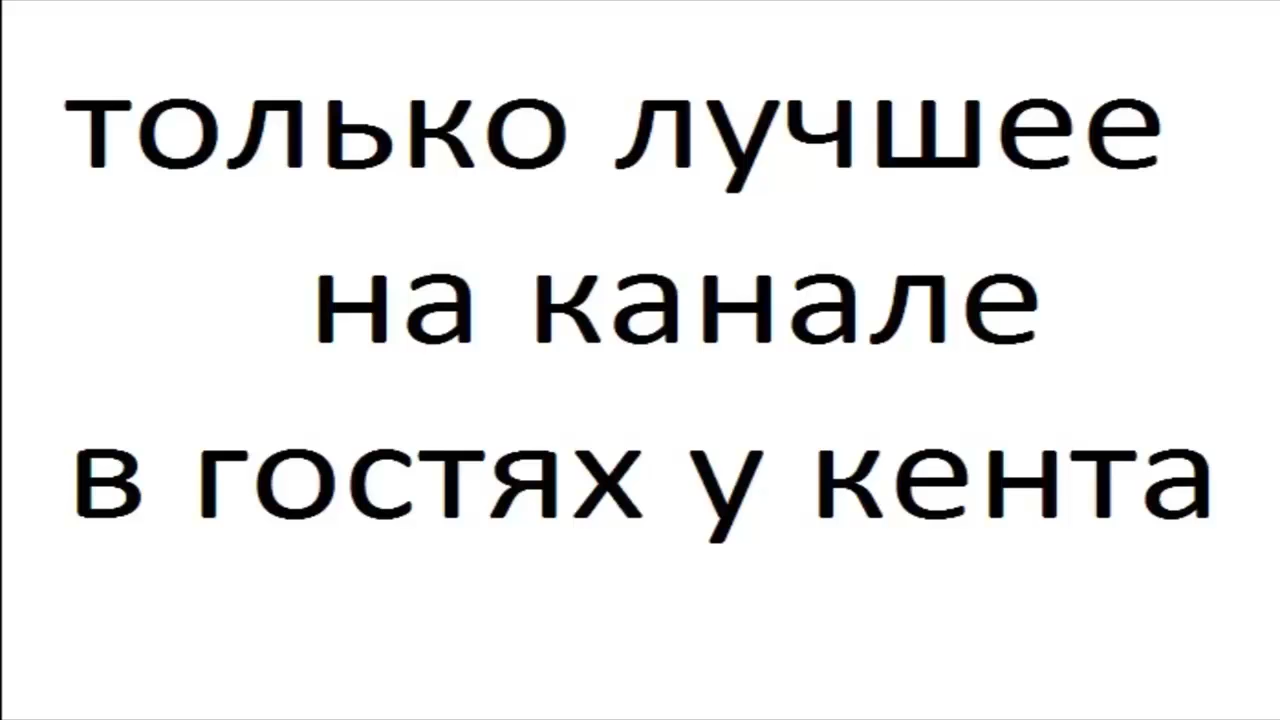 только лучшее
на канале
в гостях у кента